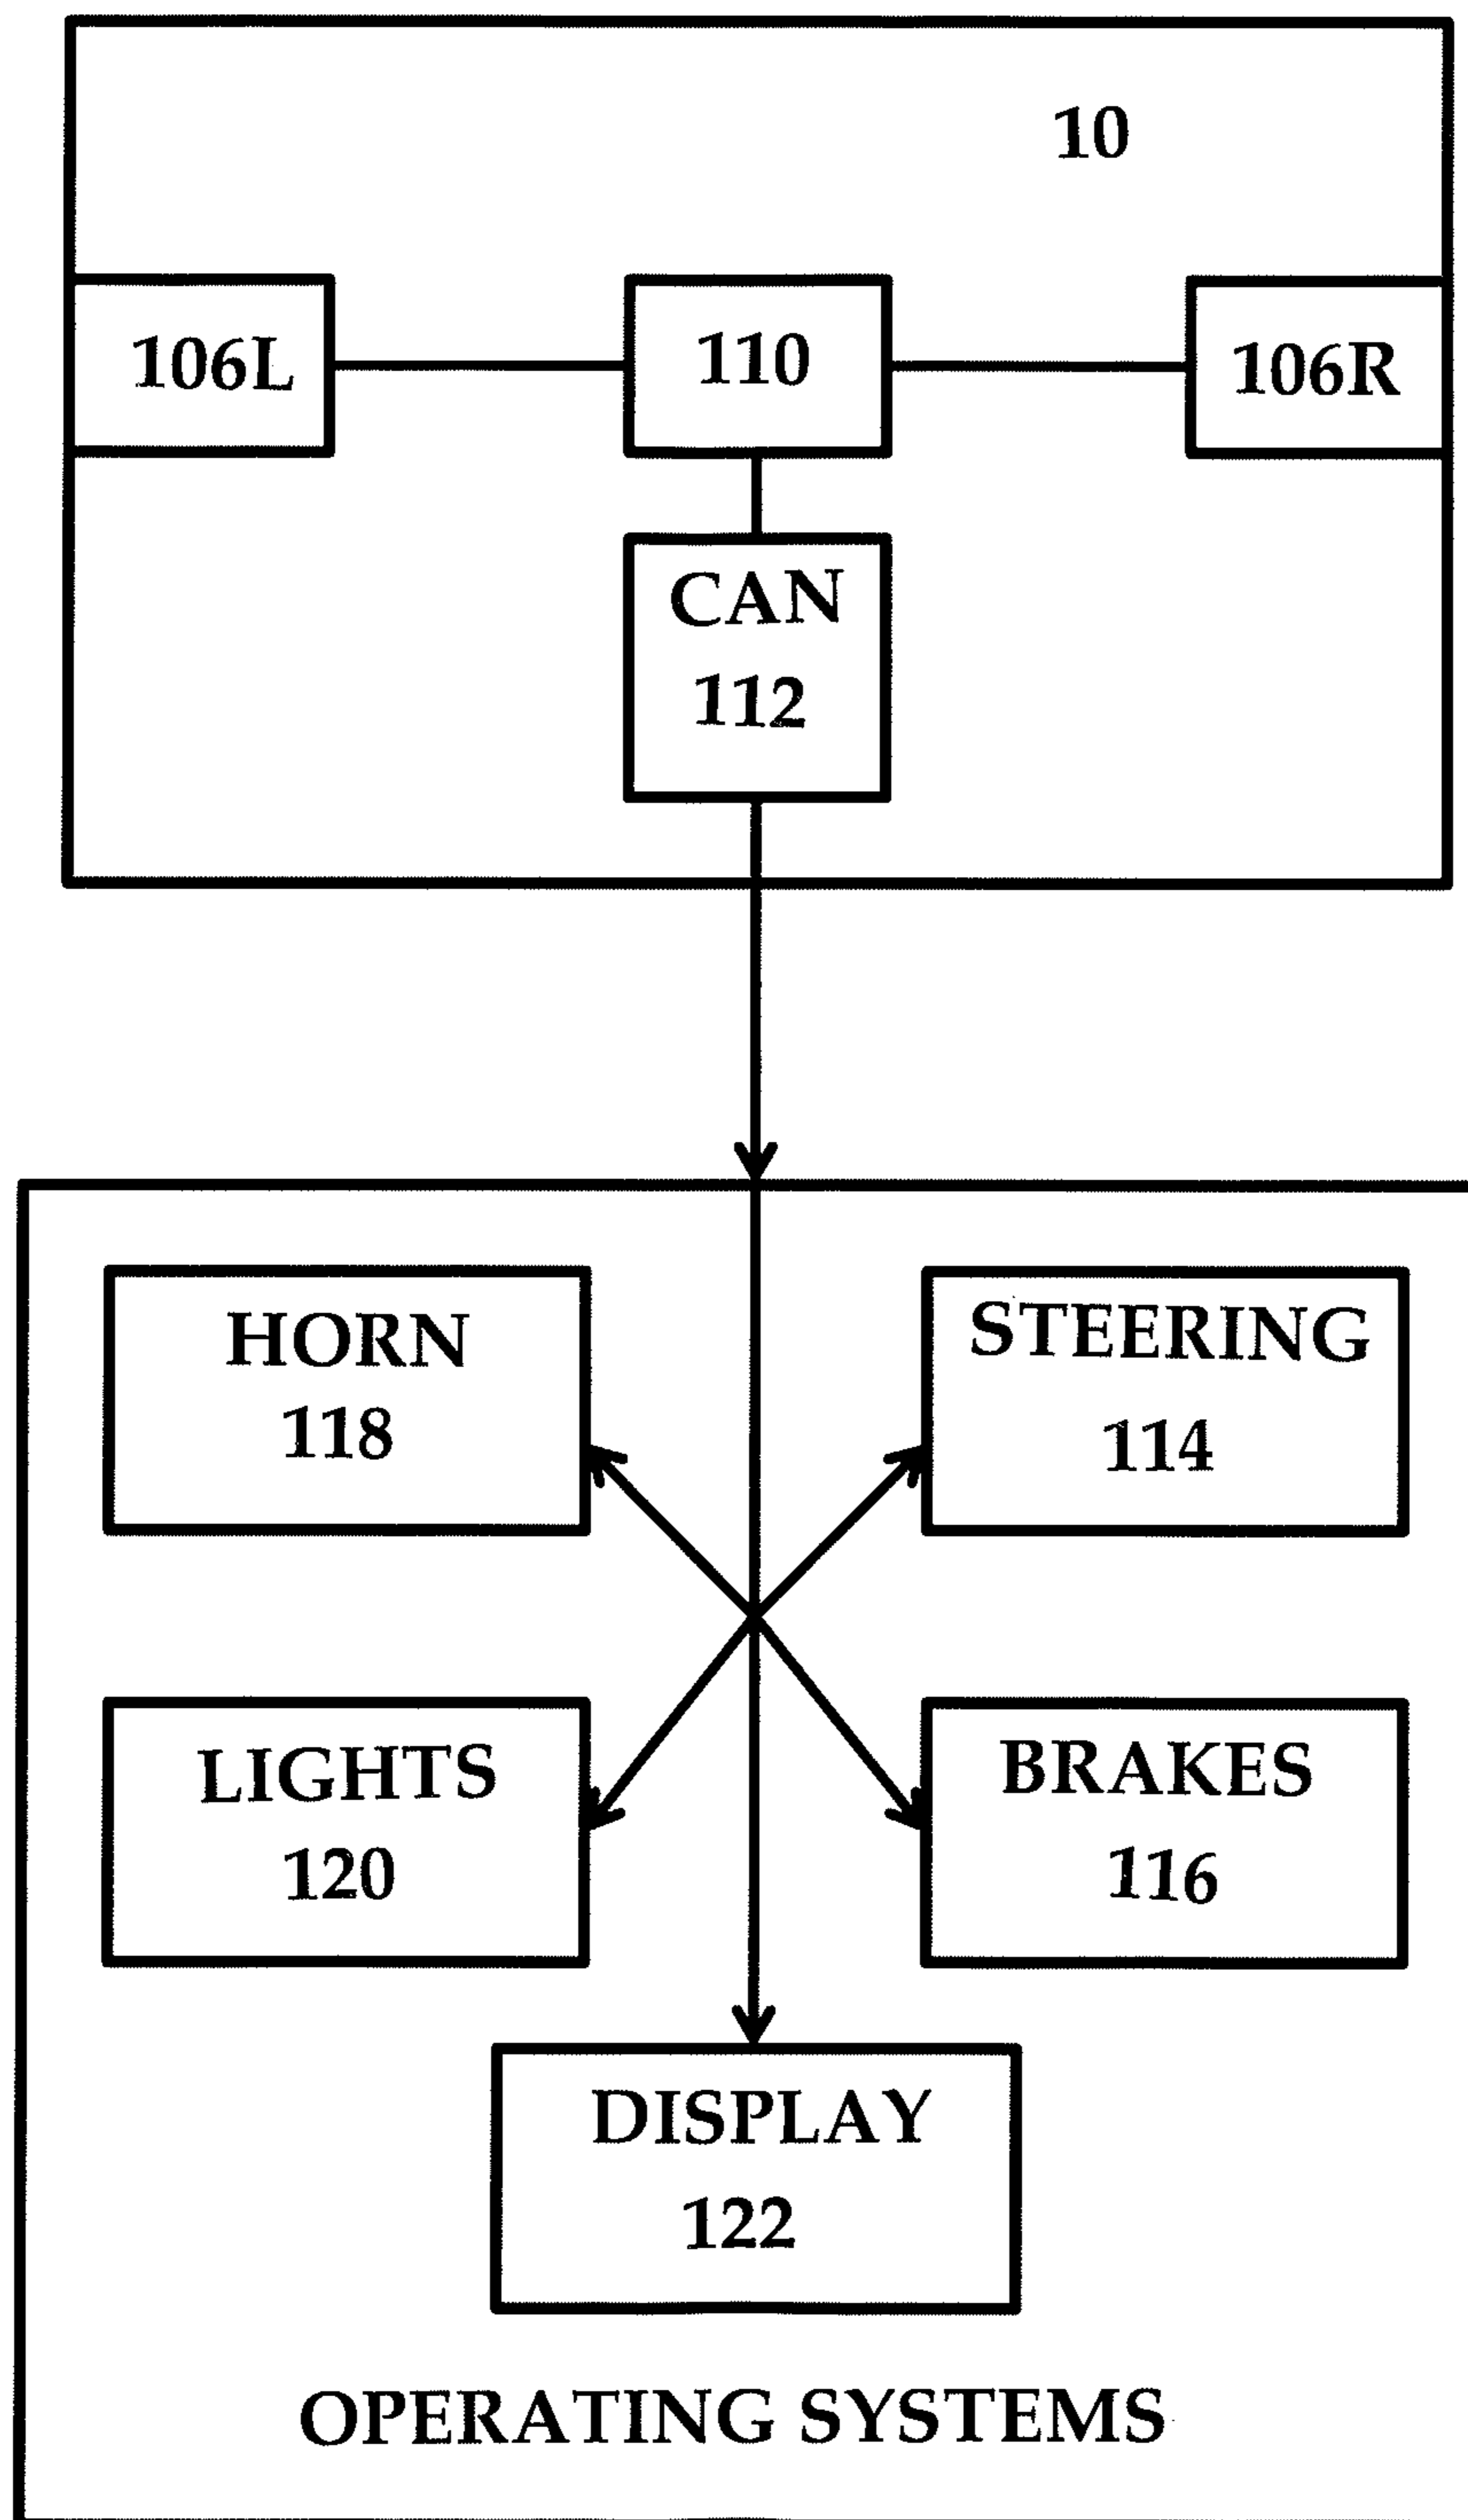 10
106L
110
106R
CAN
112
HORN
118
STEERING
114
LIGHTS
120
BRAKES
116
DISPLAY
122
OPERATING SYSTEMS